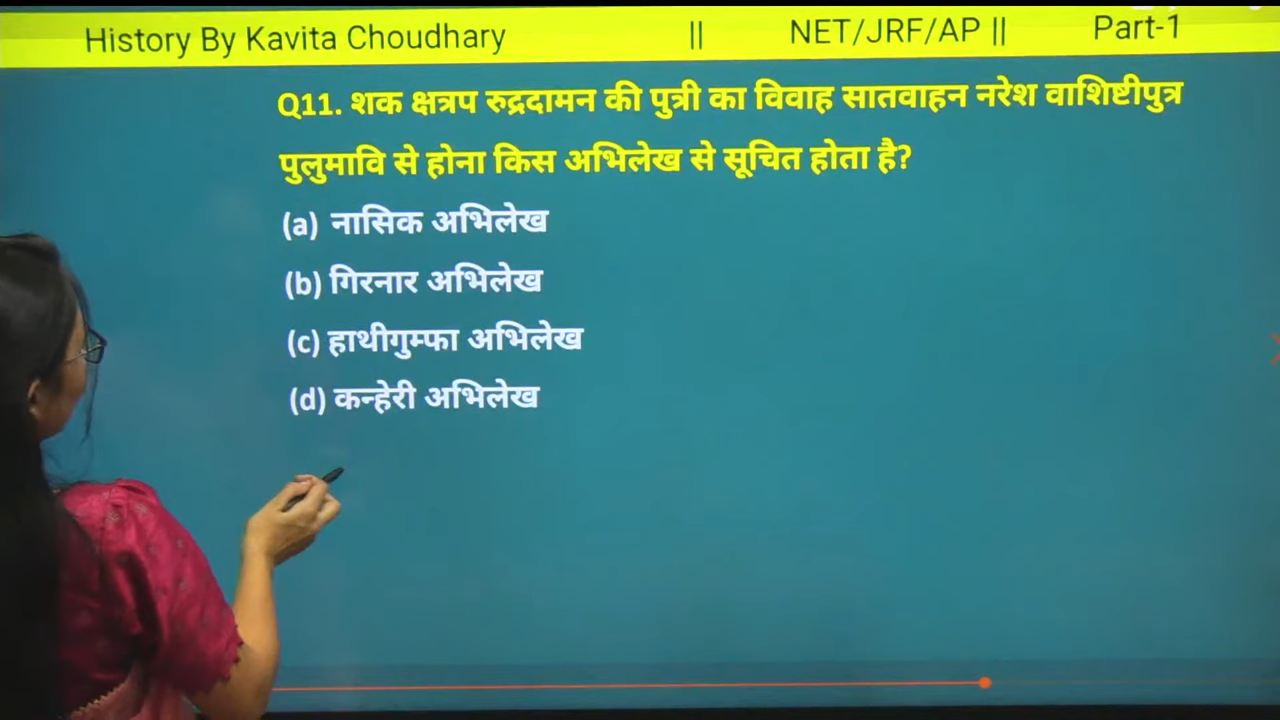 History By Kavita Choudhary || NET/JRF/AP || Part-1
Q11. शक क्षत्रप रुद्रदामन की पुत्री का विवाह सातवाहन नरेश वाशिष्टीपुत्र
पुलुमावि से होना किस अभिलेख से सूचित होता है?
(a) नासिक अभिलेख
(b) गिरनार अभिलेख
(c) हाथीगुम्फा अभिलेख
(d) कन्हेरी अभिलेख